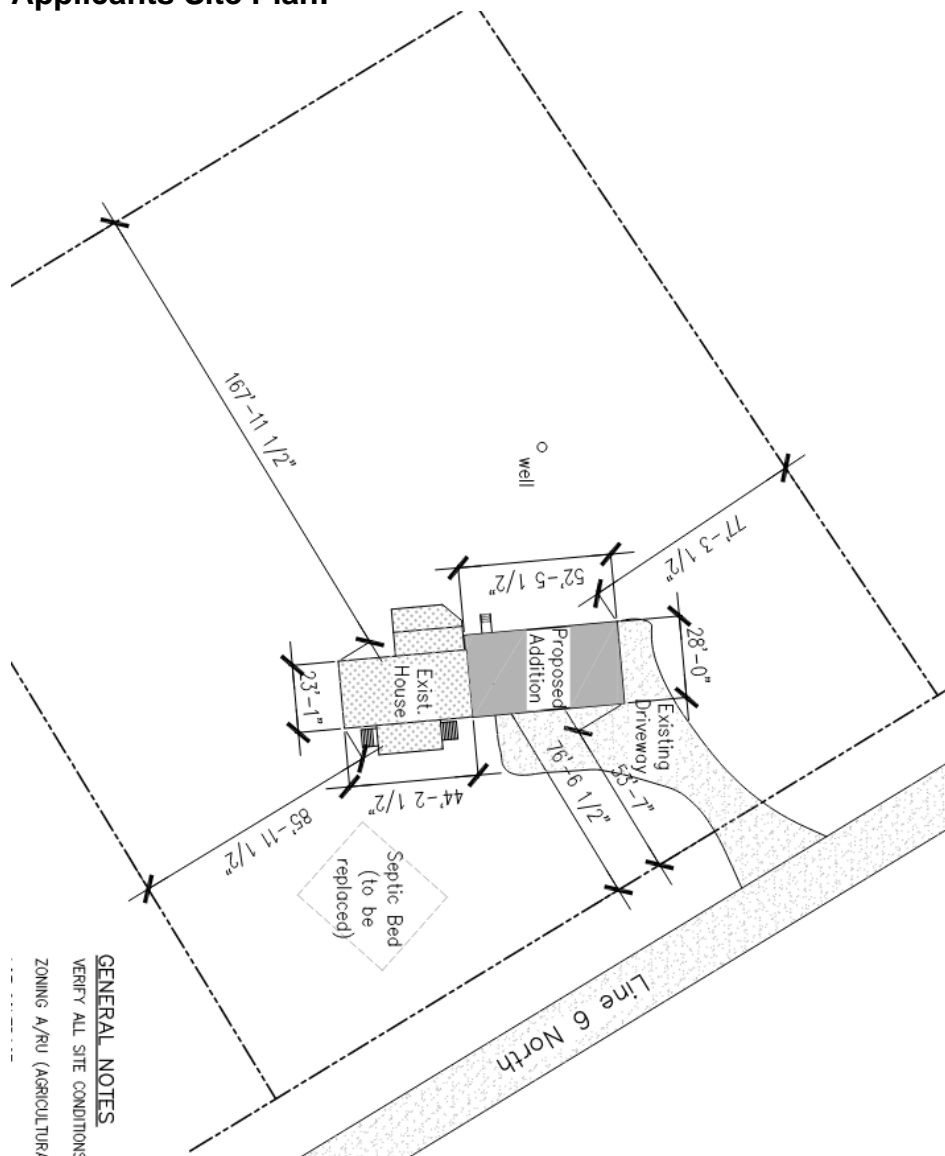 Applicants Site Plan:
167'-11 1/2"
well
77'-3 1/2"
52'-5 1/2"
28'-0"
Proposed
Addition
Exist.
House
23'-1"
Existing
Driveway
53'-7"
76'-6 1/2"
44'-2 1/2"
85'-11 1/2"
Septic Bed
(to be
replaced)
Line 6 North
GENERAL NOTES
VERIFY ALL SITE CONDITIONS
ZONING A/RU (AGRICULTURA